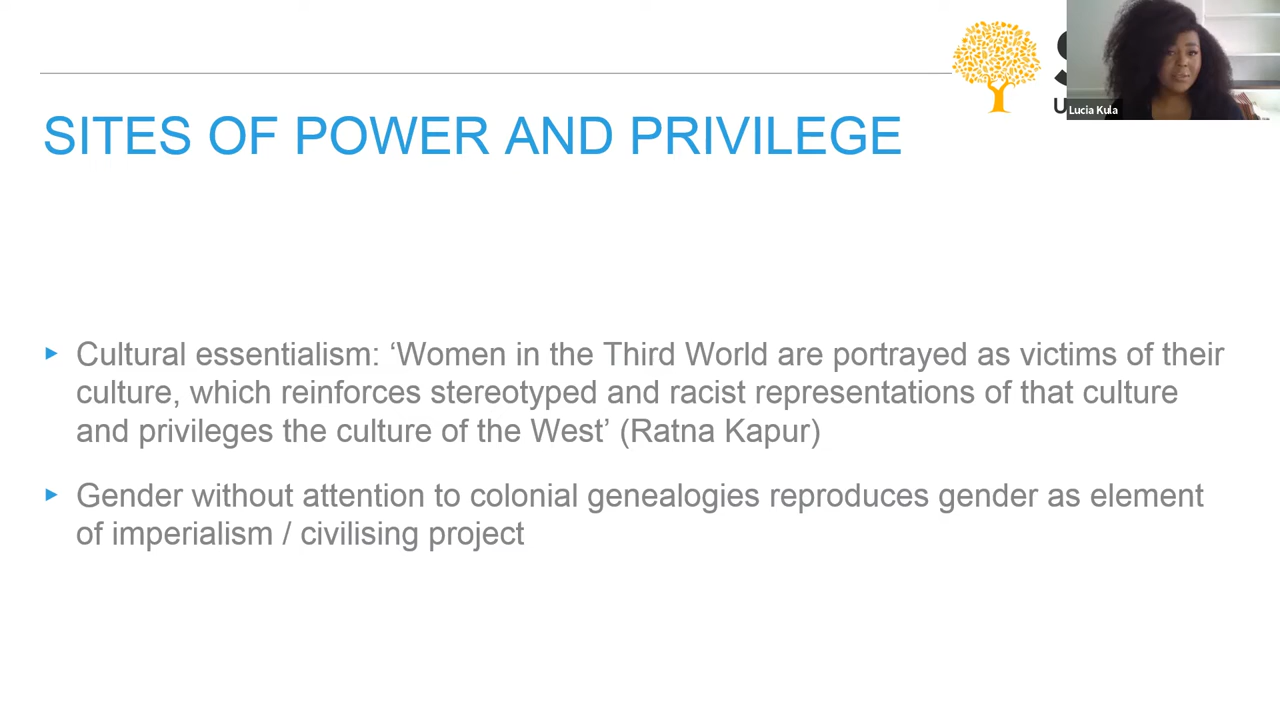 Lucia Kula
SITES OF POWER AND PRIVILEGE
▸ Cultural essentialism: ‘Women in the Third World are portrayed as victims of their
culture, which reinforces stereotyped and racist representations of that culture
and privileges the culture of the West’ (Ratna Kapur)
▸ Gender without attention to colonial genealogies reproduces gender as element
of imperialism / civilising project